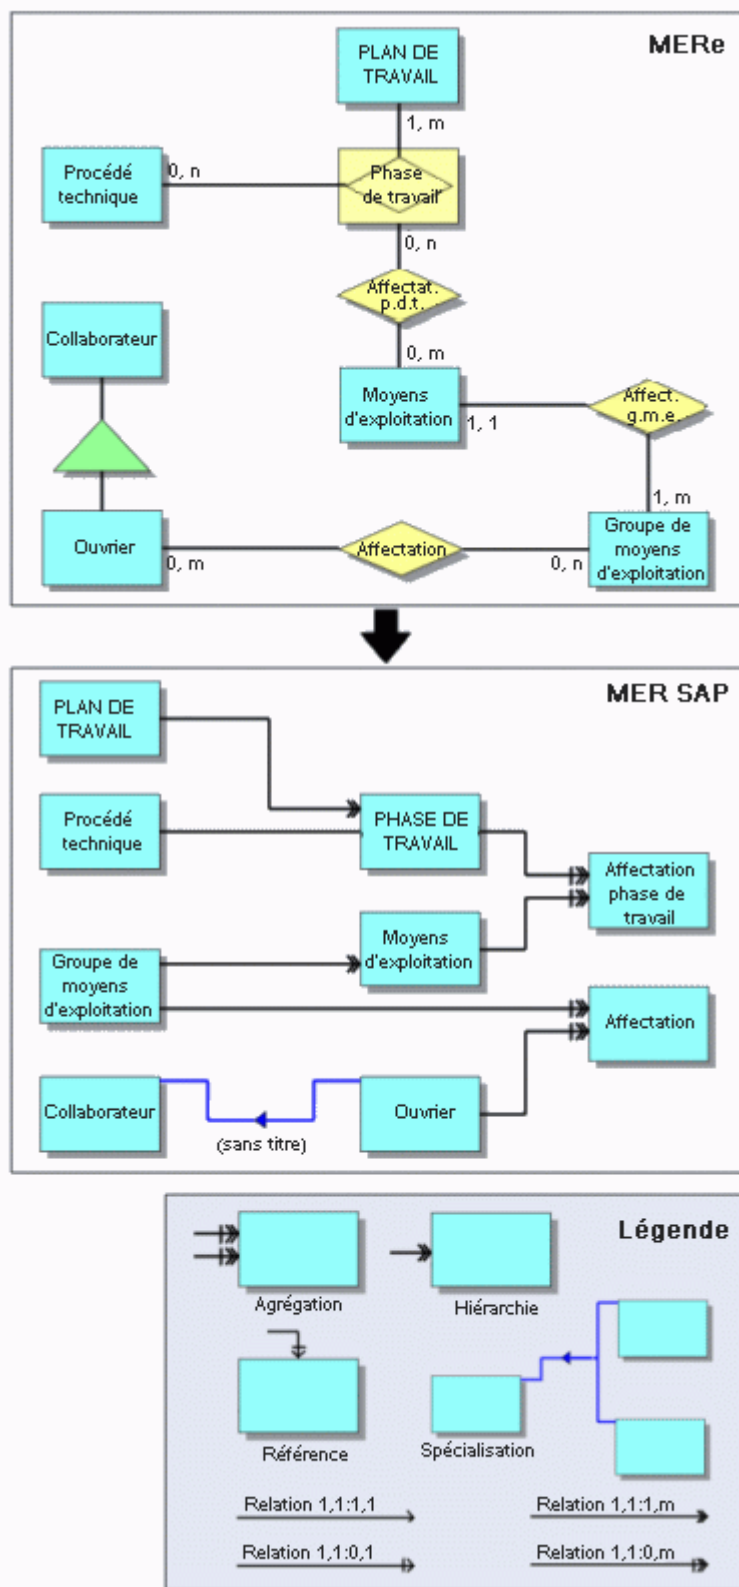 MERe
PLAN DE
TRAVAIL
1, m
Procédé
technique
0, n
Phase
de travail
0, n
Affectat.
p.d.t.
Collaborateur
0, m
Moyens
d'exploitation
1, 1
Affect.
g.m.e.
1, m
Ouvrier
0, m
Affectation
0, n
Groupe de
moyens
d'exploitation
MER SAP
PLAN DE
TRAVAIL
Procédé
technique
PHASE DE
TRAVAIL
Affectation
phase de
travail
Groupe de
moyens
d'exploitation
Moyens
d'exploitation
Affectation
Collaborateur
(sans titre)
Ouvrier
Légende
Agrégation
Hiérarchie
Référence
Spécialisation
Relation 1,1:1,1
Relation 1,1:1,m
Relation 1,1:0,1
Relation 1,1:0,m